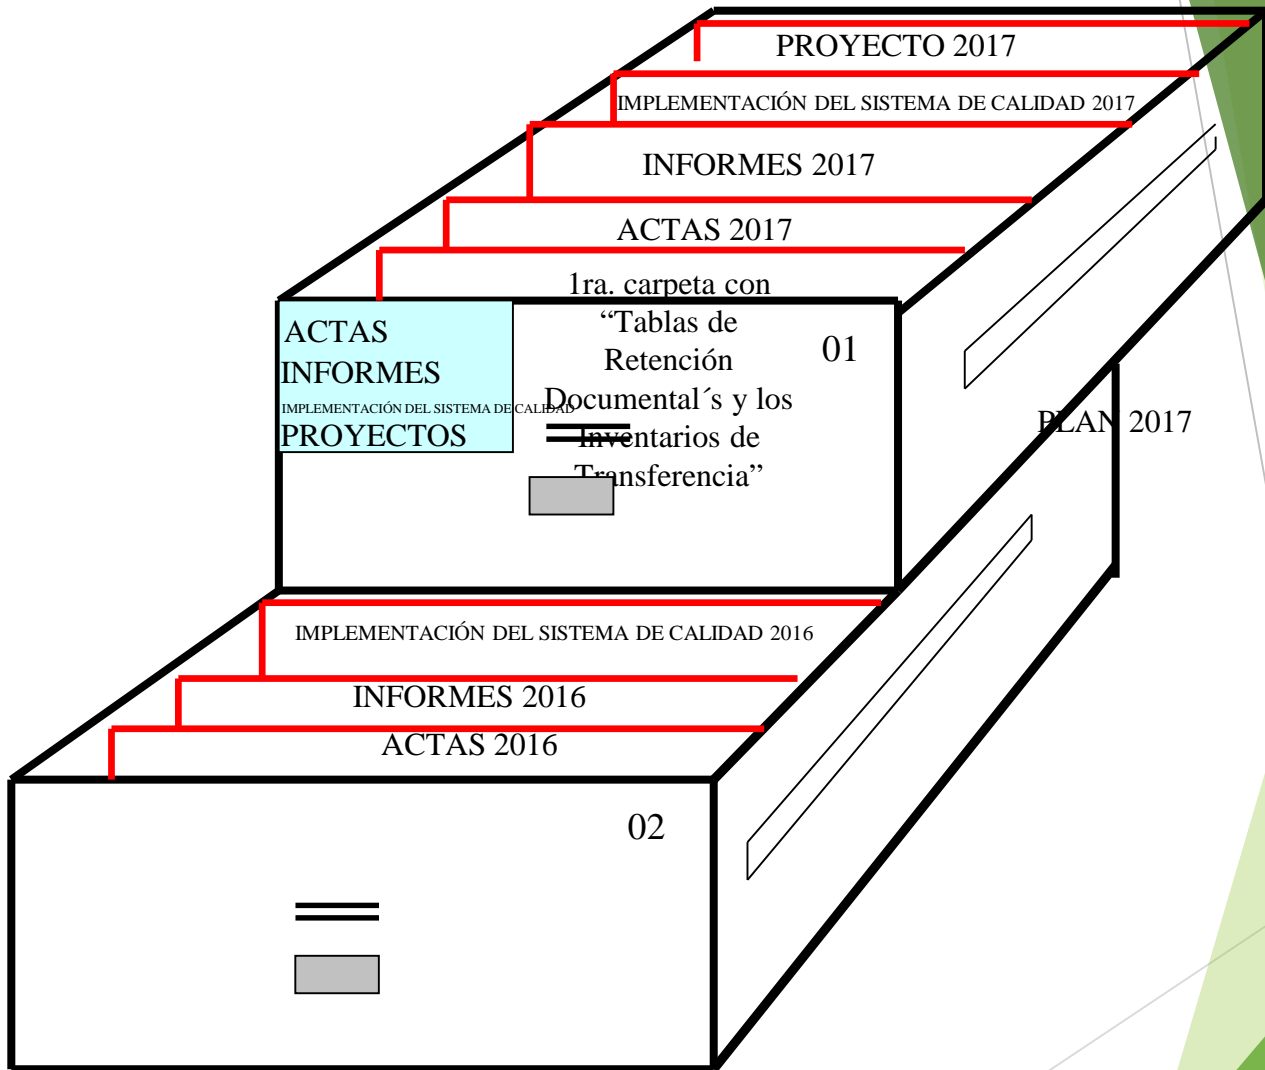 PROYECTO 2017
IMPLEMENTACIÓN DEL SISTEMA DE CALIDAD 2017
INFORMES 2017
ACTAS 2017
1ra. carpeta con
“Tablas de
Retención
Documental´s y los
Inventarios de
Transferencia”
01
ACTAS
INFORMES
IMPLEMENTACIÓN DEL SISTEMA DE CALIDAD
PROYECTOS
PLAN 2017
IMPLEMENTACIÓN DEL SISTEMA DE CALIDAD 2016
INFORMES 2016
ACTAS 2016
02